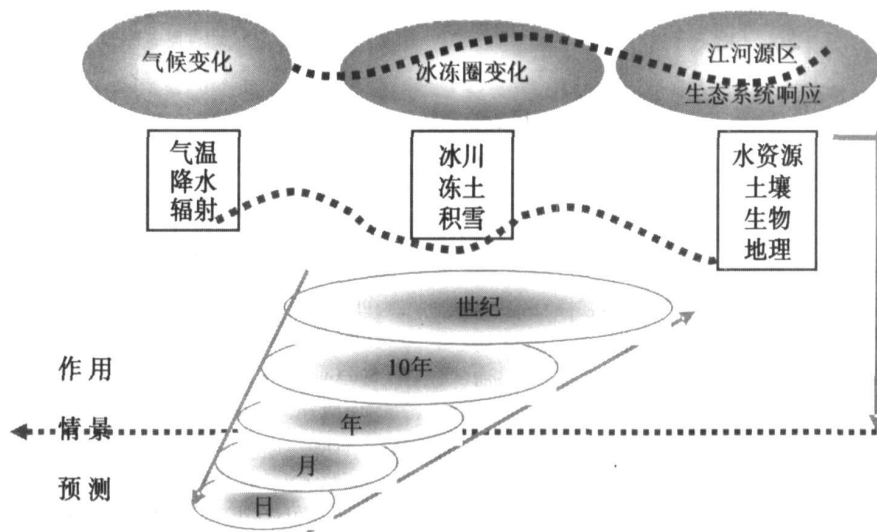 气候变化
冰冻圈变化
江河源区
生态系统响应
气温
降水
辐射
冰川
冻土
积雪
水资源
土壤
生物
地理
世纪
10年
年
月
日
作用
情景
预测